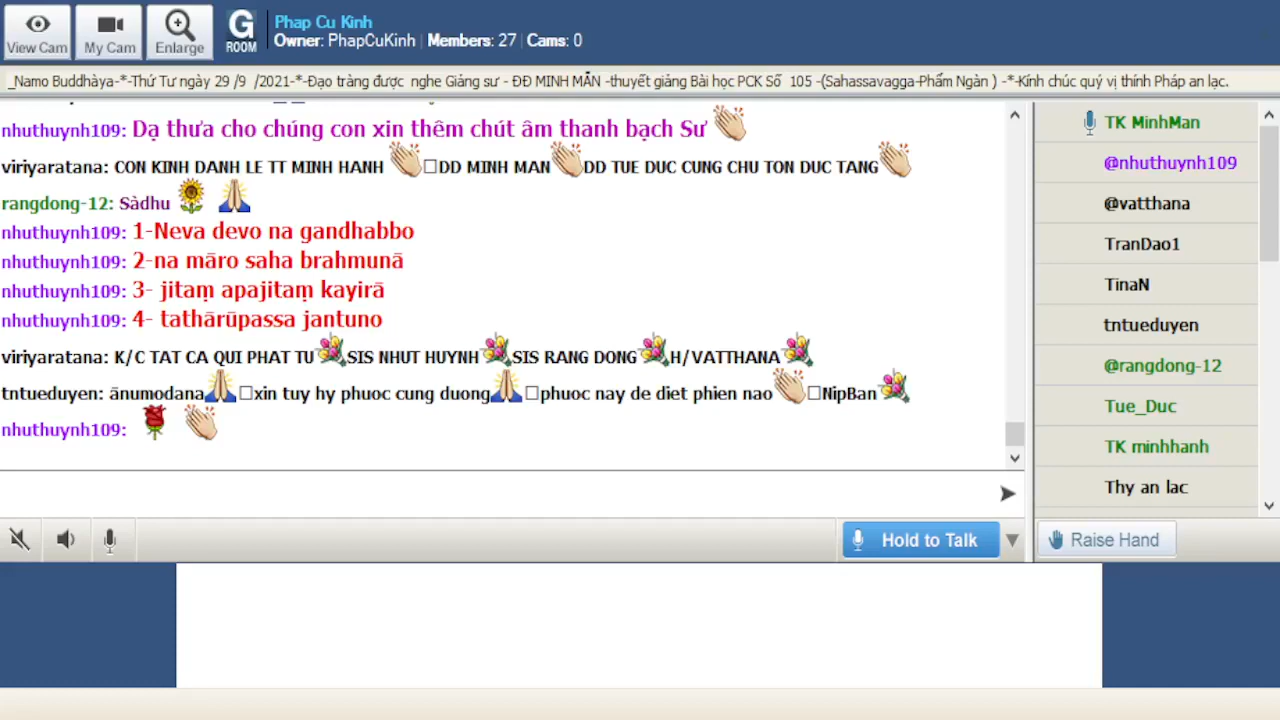 View Cam
My Cam
Enlarge
G ROOM
Phap Cu Kinh
Owner: PhapCuKinh | Members: 27 | Cams: 0
_Namo Buddhàya-*-Thứ Tư ngày 29 /9 /2021-*-Đạo tràng được nghe Giảng sư - ĐĐ MINH MẪN -thuyết giảng Bài học PCK Số 105 -(Sahassavagga-Phẩm Ngàn ) -*-Kính chúc quý vị thính Pháp an lạc.
nhuthuynh109: Dạ thưa cho chúng con xin thêm chút âm thanh bạch Sư
viriyaratana: CON KINH DANH LE TT MINH HANH DD MINH MAN DD TUE DUC CUNG CHU TON DUC TANG
rangdong-12: Sàdhu
nhuthuynh109: 1-Neva devo na gandhabbo
nhuthuynh109: 2-na māro saha brahmunā
nhuthuynh109: 3- jitaṃ apajitaṃ kayirā
nhuthuynh109: 4- tathārūpassa jantuno
viriyaratana: K/C TAT CA QUI PHAT TU SIS NHUT HUYNH SIS RANG DONG H/VATTHANA
tntueduyen: ānumodana xin tuy hy phuoc cung duong phuoc nay de diet phien nao NipBan
nhuthuynh109:
TK MinhMan
@nhuthuynh109
@vatthana
TranDao1
TinaN
tntueduyen
@rangdong-12
Tue_Duc
TK minhhanh
Thy an lac
Hold to Talk
Raise Hand